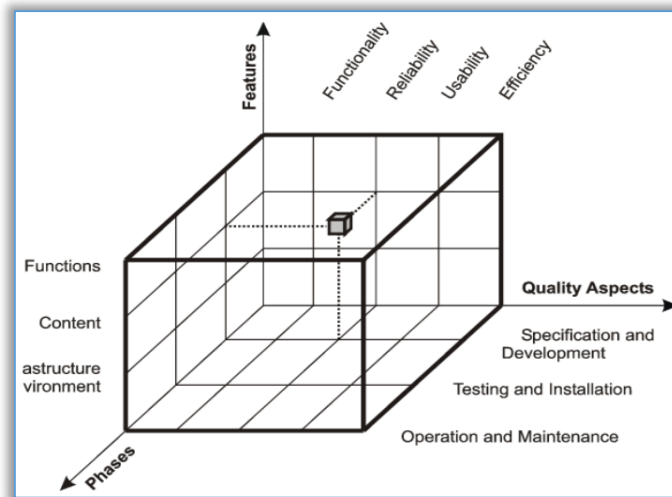 Features
Functionality
Reliability
Usability
Efficiency
Functions
Content
astructure
vironment
Quality Aspects
Specification and
Development
Testing and Installation
Operation and Maintenance
Phases